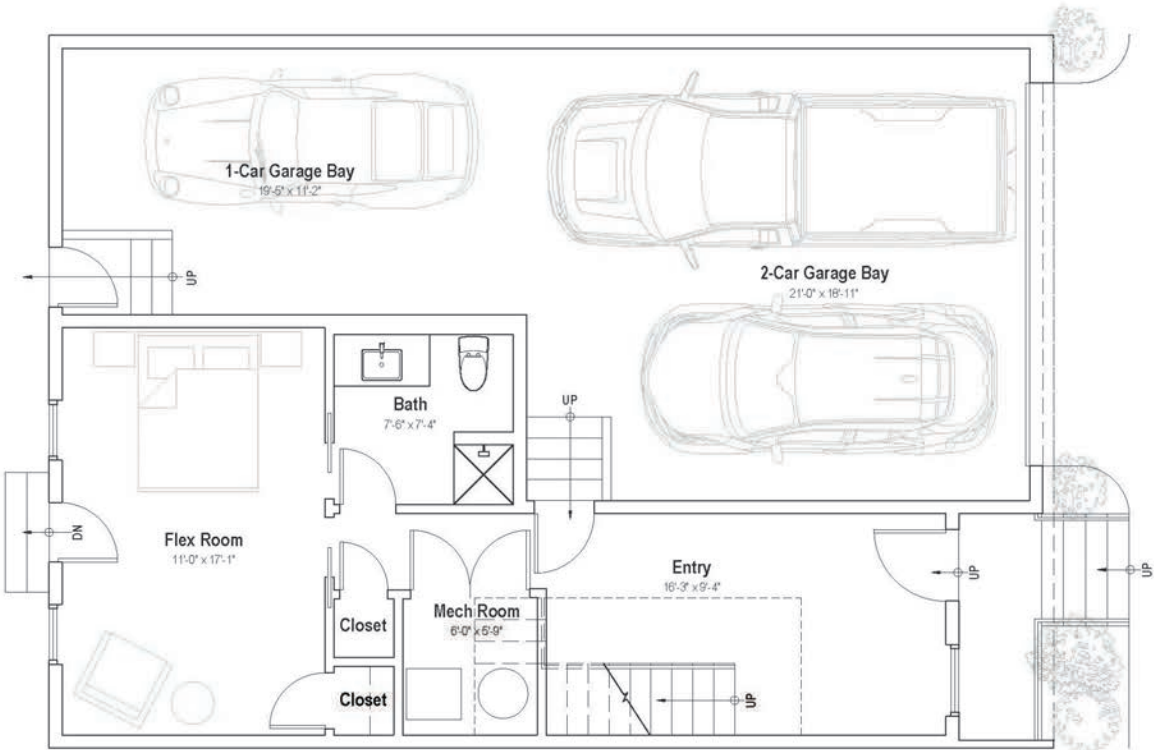 1-Car Garage Bay
19'-5" x 11'-2"
UP
2-Car Garage Bay
21'-0" x 18'-11"
Bath
7'-6" x 7'-4"
UP
DN
Flex Room
11'-0" x 17'-1"
Entry
16'-3" x 9'-4"
UP
UP
Closet
Mech Room
6'-0" x 5'-9"
Closet
UP